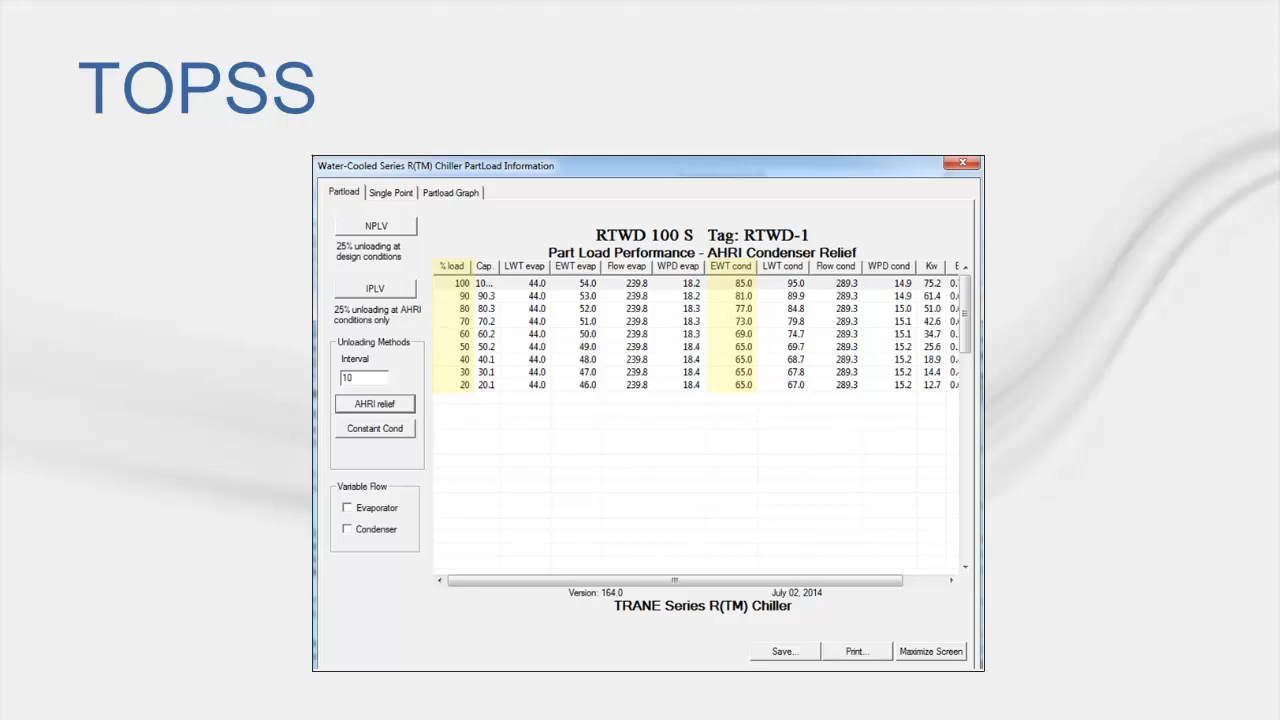 TOPSS
Water-Cooled Series R(TM) Chiller PartLoad Information
Partload Single Point Partload Graph
NPLV
25% unloading at
design conditions
IPLV
25% unloading at AHRI
conditions only
Unloading Methods
Interval
10
AHRI relief
Constant Cond
Variable Flow
Evaporator
Condenser
RTWD 100 S Tag: RTWD-1
Part Load Performance - AHRI Condenser Relief
% load Cap. LWT evap EWT evap Flow evap WPD evap EWT cond LWT cond Flow cond WPD cond Kw E
100 10... 44.0 54.0 239.8 18.2 85.0 95.0 289.3 14.9 75.2 0.
90 90.3 44.0 53.0 239.8 18.2 81.0 89.9 289.3 14.9 61.4 0.
80 80.3 44.0 52.0 239.8 18.3 77.0 84.8 289.3 15.0 51.0 0.
70 70.2 44.0 51.0 239.8 18.3 73.0 79.8 289.3 15.1 42.6 0.
60 60.2 44.0 50.0 239.8 18.3 69.0 74.7 289.3 15.1 34.7 0.
50 50.2 44.0 49.0 239.8 18.4 65.0 69.7 289.3 15.2 25.6 0.
40 40.1 44.0 48.0 239.8 18.4 65.0 68.7 289.3 15.2 18.9 0.
30 30.1 44.0 47.0 239.8 18.4 65.0 67.8 289.3 15.2 14.4 0.
20 20.1 44.0 46.0 239.8 18.4 65.0 67.0 289.3 15.2 12.7 0.
Version: 164.0 July 02, 2014
TRANE Series R(TM) Chiller
Save... Print... Maximize Screen